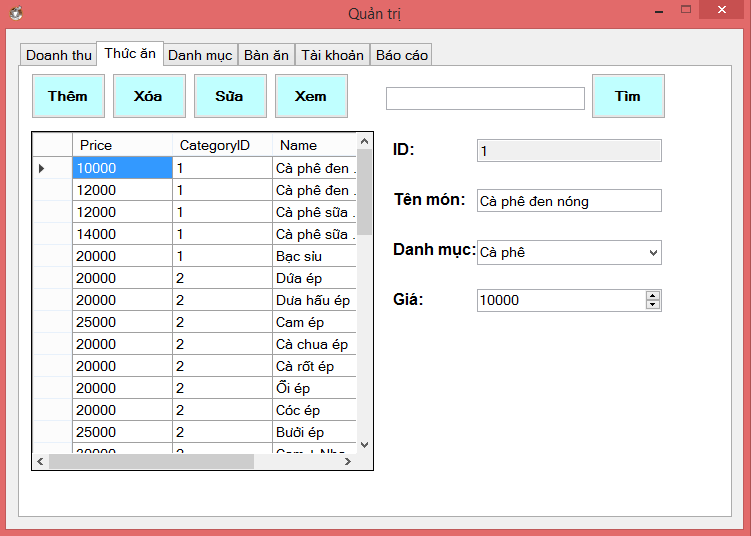 Quản trị
Doanh thu Thức ăn Danh mục Bàn ăn Tài khoản Báo cáo
Thêm Xóa Sửa Xem Tìm
Price CategoryID Name
10000 1 Cà phê đen .
12000 1 Cà phê đen .
12000 1 Cà phê sữa .
14000 1 Cà phê sữa .
20000 1 Bạc sỉu
20000 2 Dứa ép
20000 2 Dưa hấu ép
25000 2 Cam ép
20000 2 Cà chua ép
20000 2 Cà rốt ép
20000 2 Ổi ép
20000 2 Cóc ép
25000 2 Bưởi ép
2
ID: 1
Tên món: Cà phê đen nóng
Danh mục: Cà phê
Giá: 10000